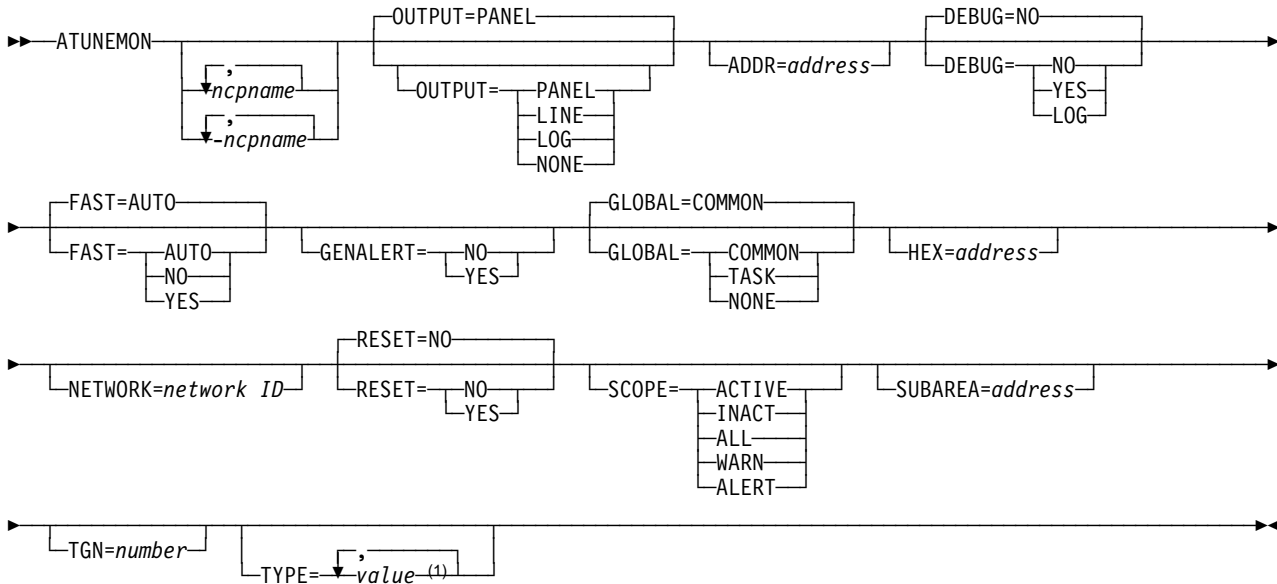 OUTPUT=PANEL DEBUG=NO
ATUNEMON
, ADDR=address DEBUG= NO
ncpname OUTPUT= PANEL YES
, LINE LOG
-ncpname LOG
NONE
FAST=AUTO GLOBAL=COMMON
FAST= AUTO GENALERT= NO GLOBAL= COMMON HEX=address
NO YES TASK
YES NONE
RESET=NO
NETWORK=network ID RESET= NO SCOPE= ACTIVE SUBAREA=address
YES INACT
ALL
WARN
ALERT
TGN=number ,
TYPE= value (1)